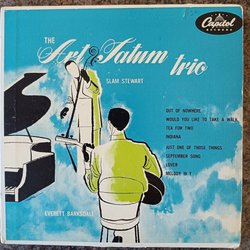 Capitol
RECORDS
THE
Art Tatum
trio
SLAM STEWART
OUT OF NOWHERE
WOULD YOU LIKE TO TAKE A WALK
TEA FOR TWO
INDIANA
JUST ONE OF THOSE THINGS
SEPTEMBER SONG
LOVER
MELODY IN F
EVERETT BARKSDALE